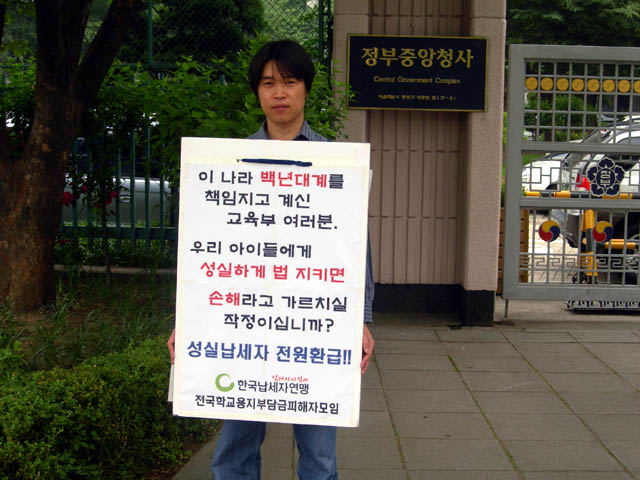 정부중앙청사
Central Government Complex
이 나라 백년대계를
책임지고 계신
교육부 여러분.
우리 아이들에게
성실하게 법 지키면
손해라고 가르치실
작정이십니까?
성실납세자 전원환급!!
한국납세자연맹
전국학교용지부담금피해자모임